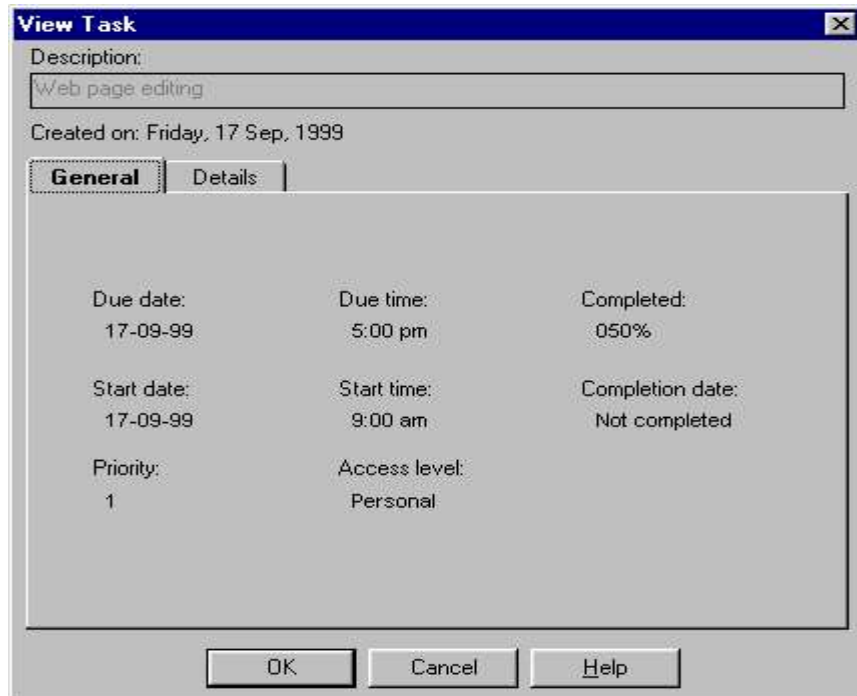 View Task
Description:
Web page editing
Created on: Friday, 17 Sep, 1999
General Details
Due date: Due time: Completed:
17-09-99 5:00 pm 050%
Start date: Start time: Completion date:
17-09-99 9:00 am Not completed
Priority: Access level:
1 Personal
OK Cancel Help